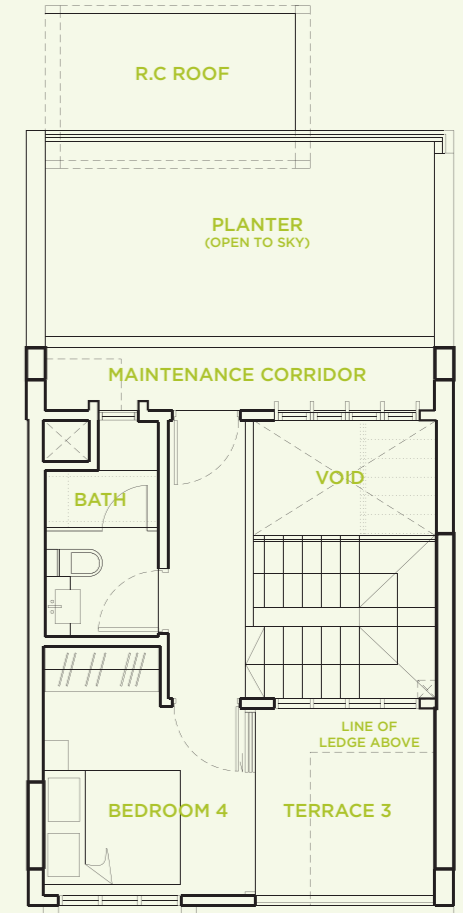 R.C ROOF
PLANTER
(OPEN TO SKY)
MAINTENANCE CORRIDOR
VOID
BATH
LINE OF
LEDGE ABOVE
BEDROOM 4
TERRACE 3